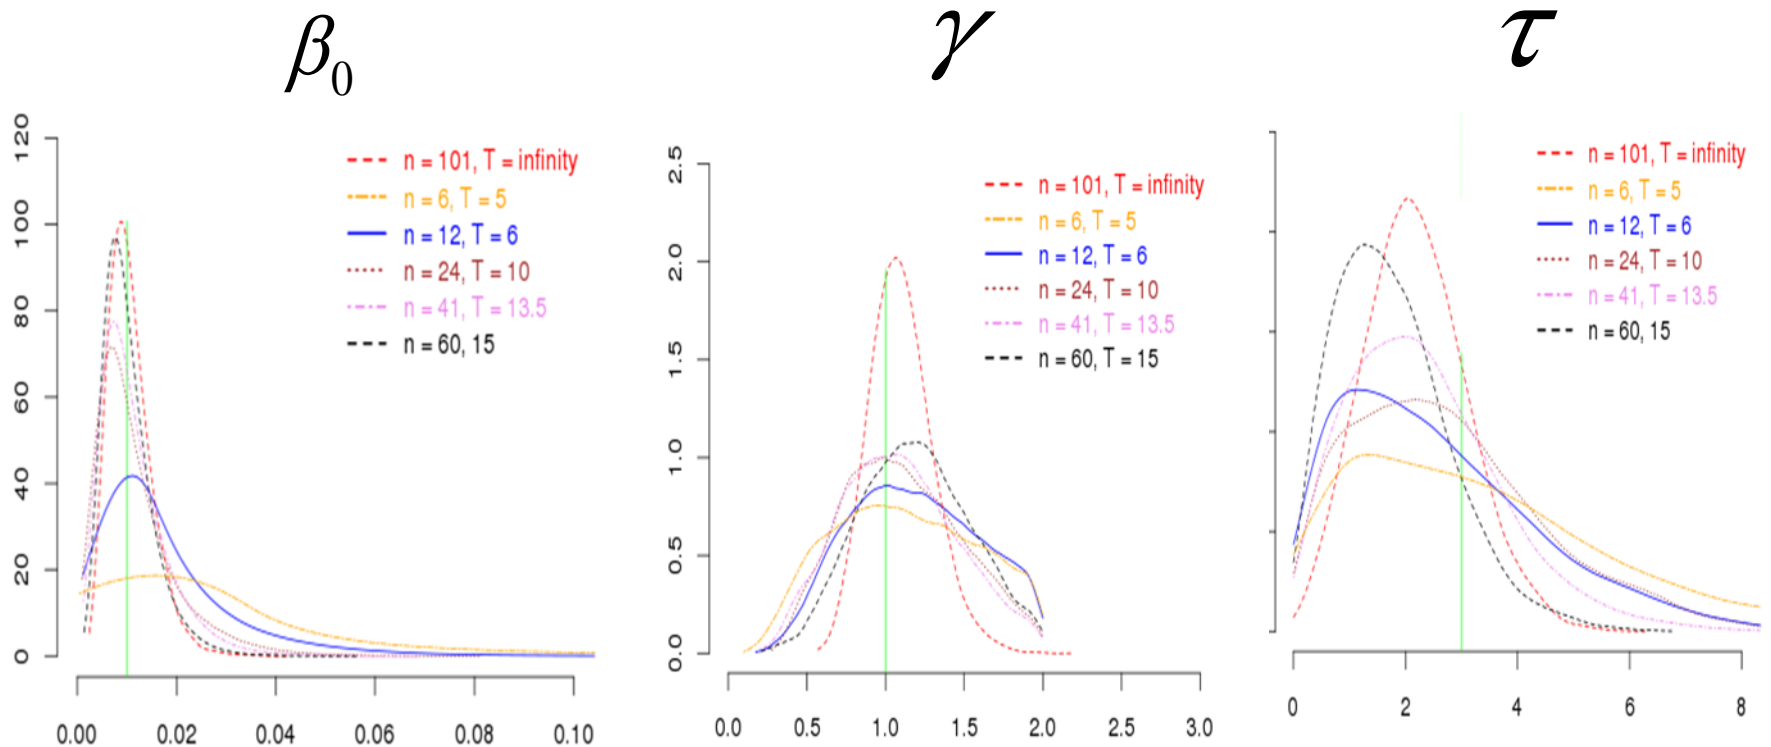 β0
γ
τ
120
100
80
60
40
20
0
0.00 0.02 0.04 0.06 0.08 0.10
n = 101, T = infinity
n = 6, T = 5
n = 12, T = 6
n = 24, T = 10
n = 41, T = 13.5
n = 60, 15
2.5
2.0
1.5
1.0
0.5
0.0
0.0 0.5 1.0 1.5 2.0 2.5 3.0
n = 101, T = infinity
n = 6, T = 5
n = 12, T = 6
n = 24, T = 10
n = 41, T = 13.5
n = 60, T = 15
n = 101, T = infinity
n = 6, T = 5
n = 12, T = 6
n = 24, T = 10
n = 41, T = 13.5
n = 60, 15
0 2 4 6 8